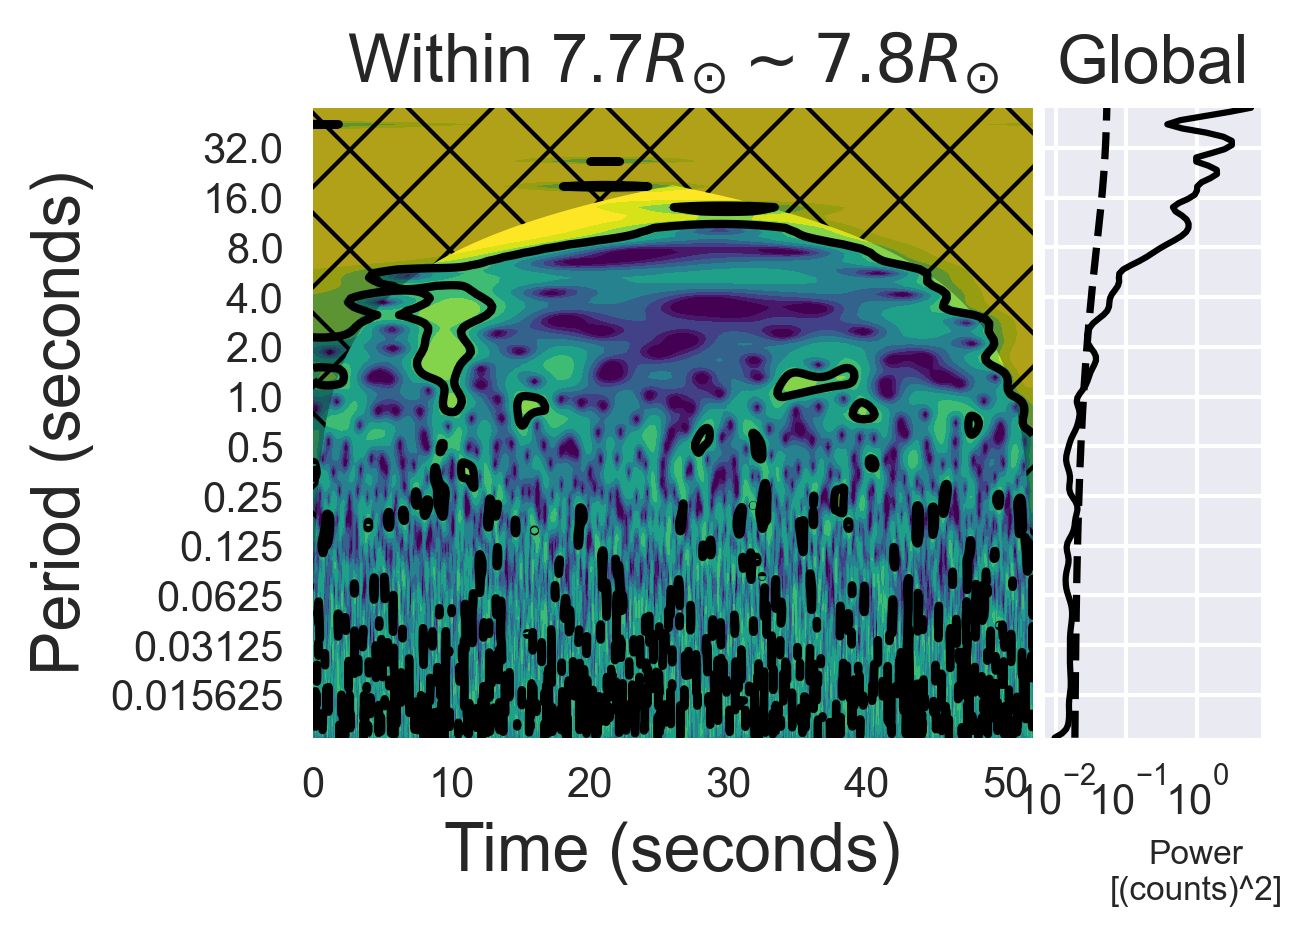 Within 7.7R☉ ~ 7.8R☉
Global
Period (seconds)
32.0
16.0
8.0
4.0
2.0
1.0
0.5
0.25
0.125
0.0625
0.03125
0.015625
0 10 20 30 40 50
10⁻² 10⁻¹ 10⁰
Time (seconds)
Power
[(counts)^2]